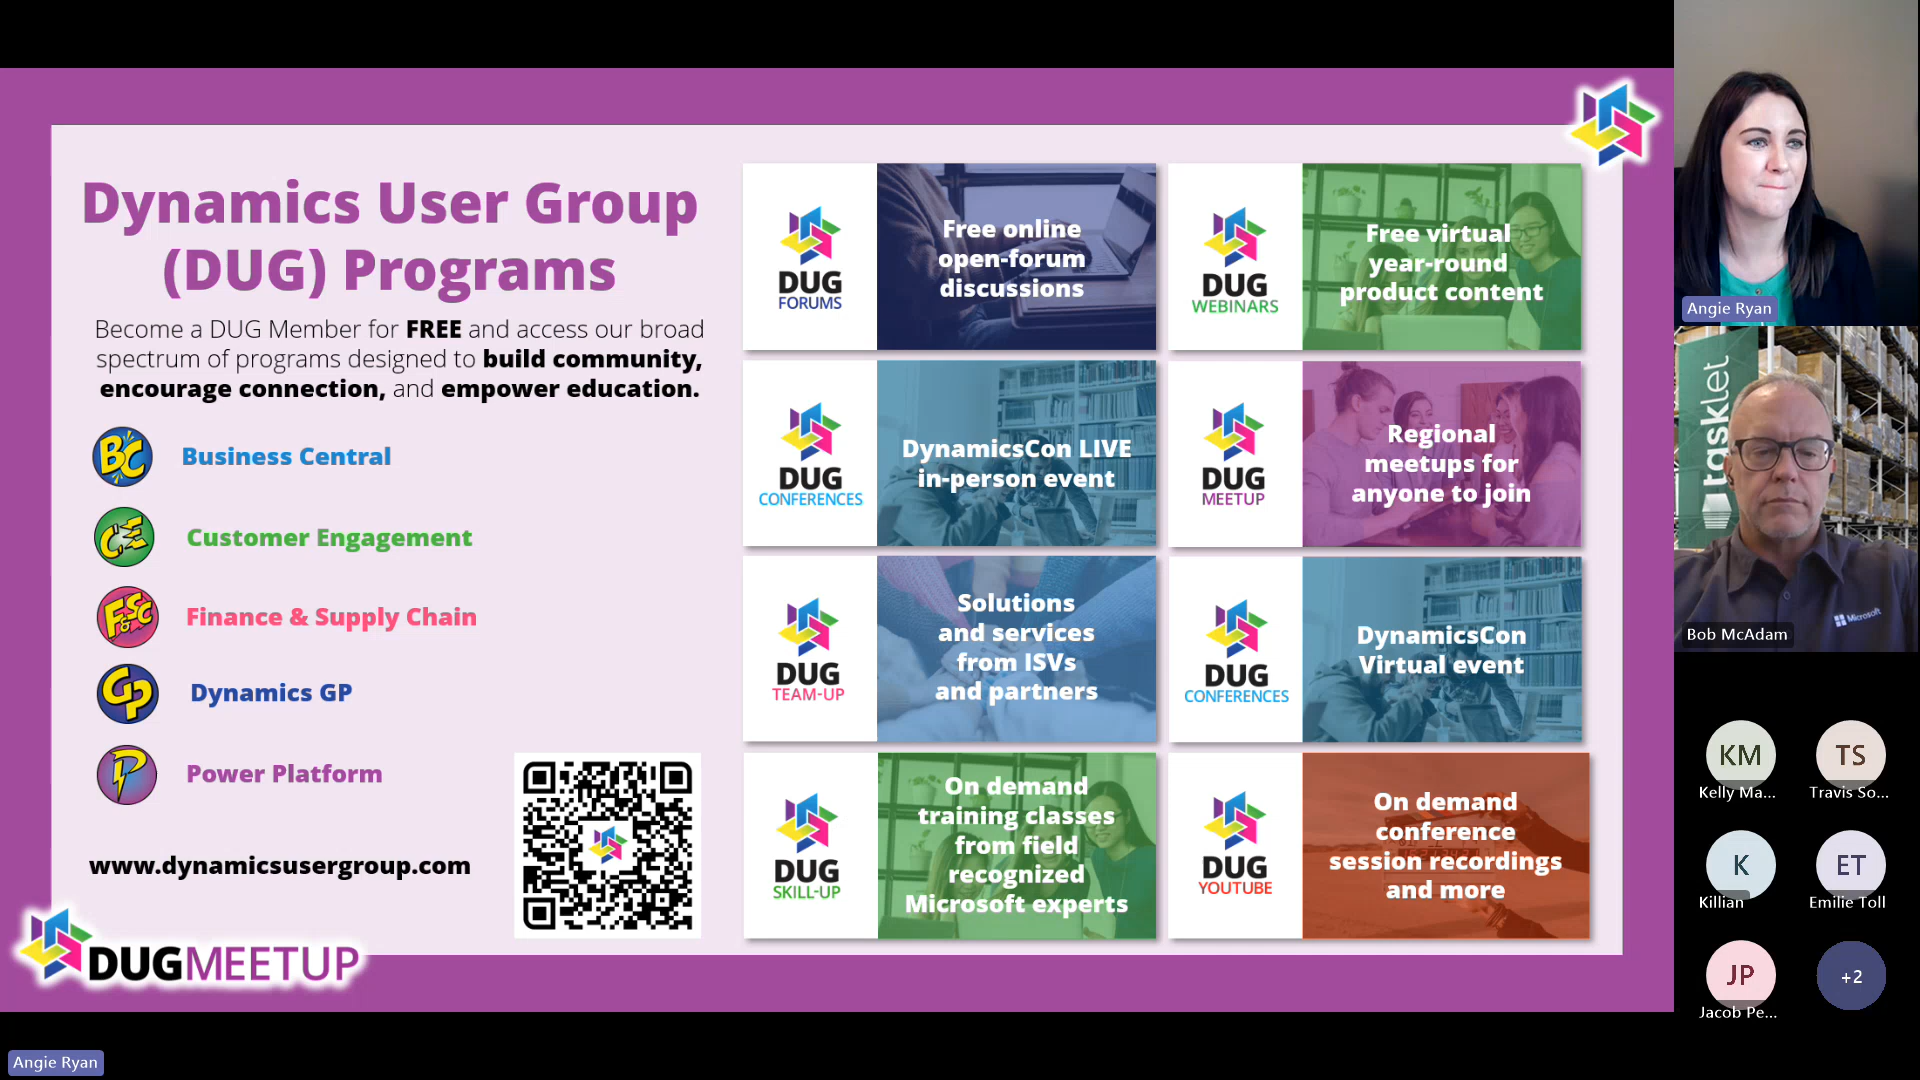 Dynamics User Group
(DUG) Programs
Become a DUG Member for FREE and access our broad
spectrum of programs designed to build community,
encourage connection, and empower education.
BC
Business Central
CE
Customer Engagement
F&SC
Finance & Supply Chain
GP
Dynamics GP
P
Power Platform
www.dynamicsusergroup.com
DUGMEETUP
DUG
FORUMS
Free online
open-forum
discussions
DUG
WEBINARS
Free virtual
year-round
product content
DUG
CONFERENCES
DynamicsCon LIVE
in-person event
DUG
MEETUP
Regional
meetups for
anyone to join
DUG
TEAM-UP
Solutions
and services
from ISVs
and partners
DUG
CONFERENCES
DynamicsCon
Virtual event
DUG
SKILL-UP
On demand
training classes
from field
recognized
Microsoft experts
DUG
YOUTUBE
On demand
conference
session recordings
and more
Angie Ryan
tasklet
Microsoft
Bob McAdam
KM
Kelly Ma...
TS
Travis So...
K
Killian
ET
Emilie Toll
JP
Jacob Pe...
+2
Angie Ryan